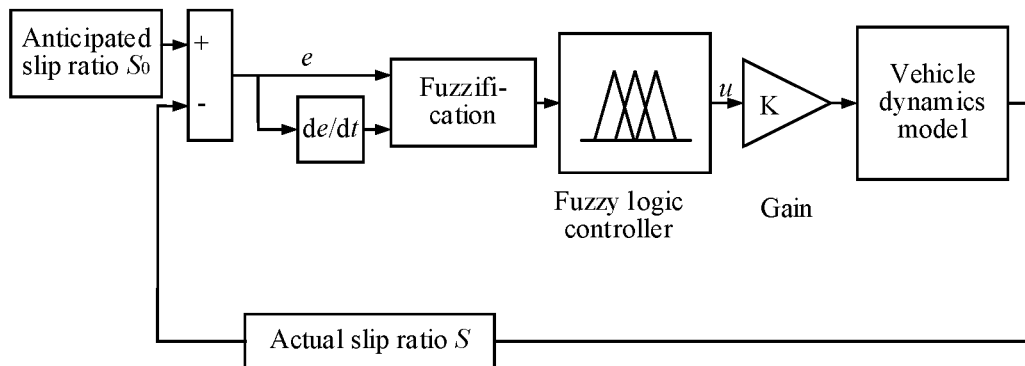 Anticipated
slip ratio S₀
+
-
e
de/dt
Fuzzifi-
cation
Fuzzy logic
controller
u
K
Gain
Vehicle
dynamics
model
Actual slip ratio S